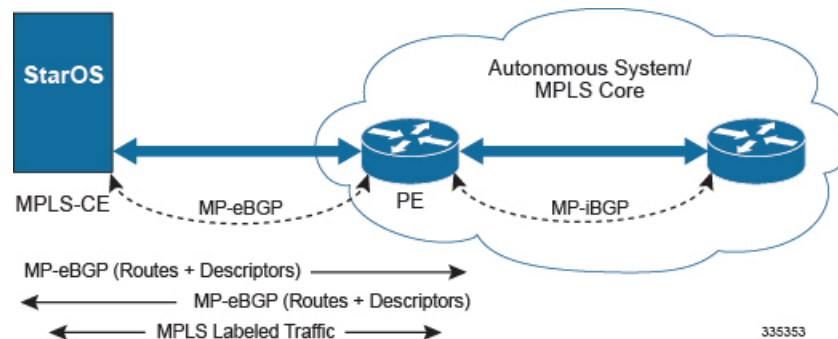 StarOS
Autonomous System/
MPLS Core
MPLS-CE
MP-eBGP
PE
MP-iBGP
MP-eBGP (Routes + Descriptors)
MP-eBGP (Routes + Descriptors)
MPLS Labeled Traffic
335353